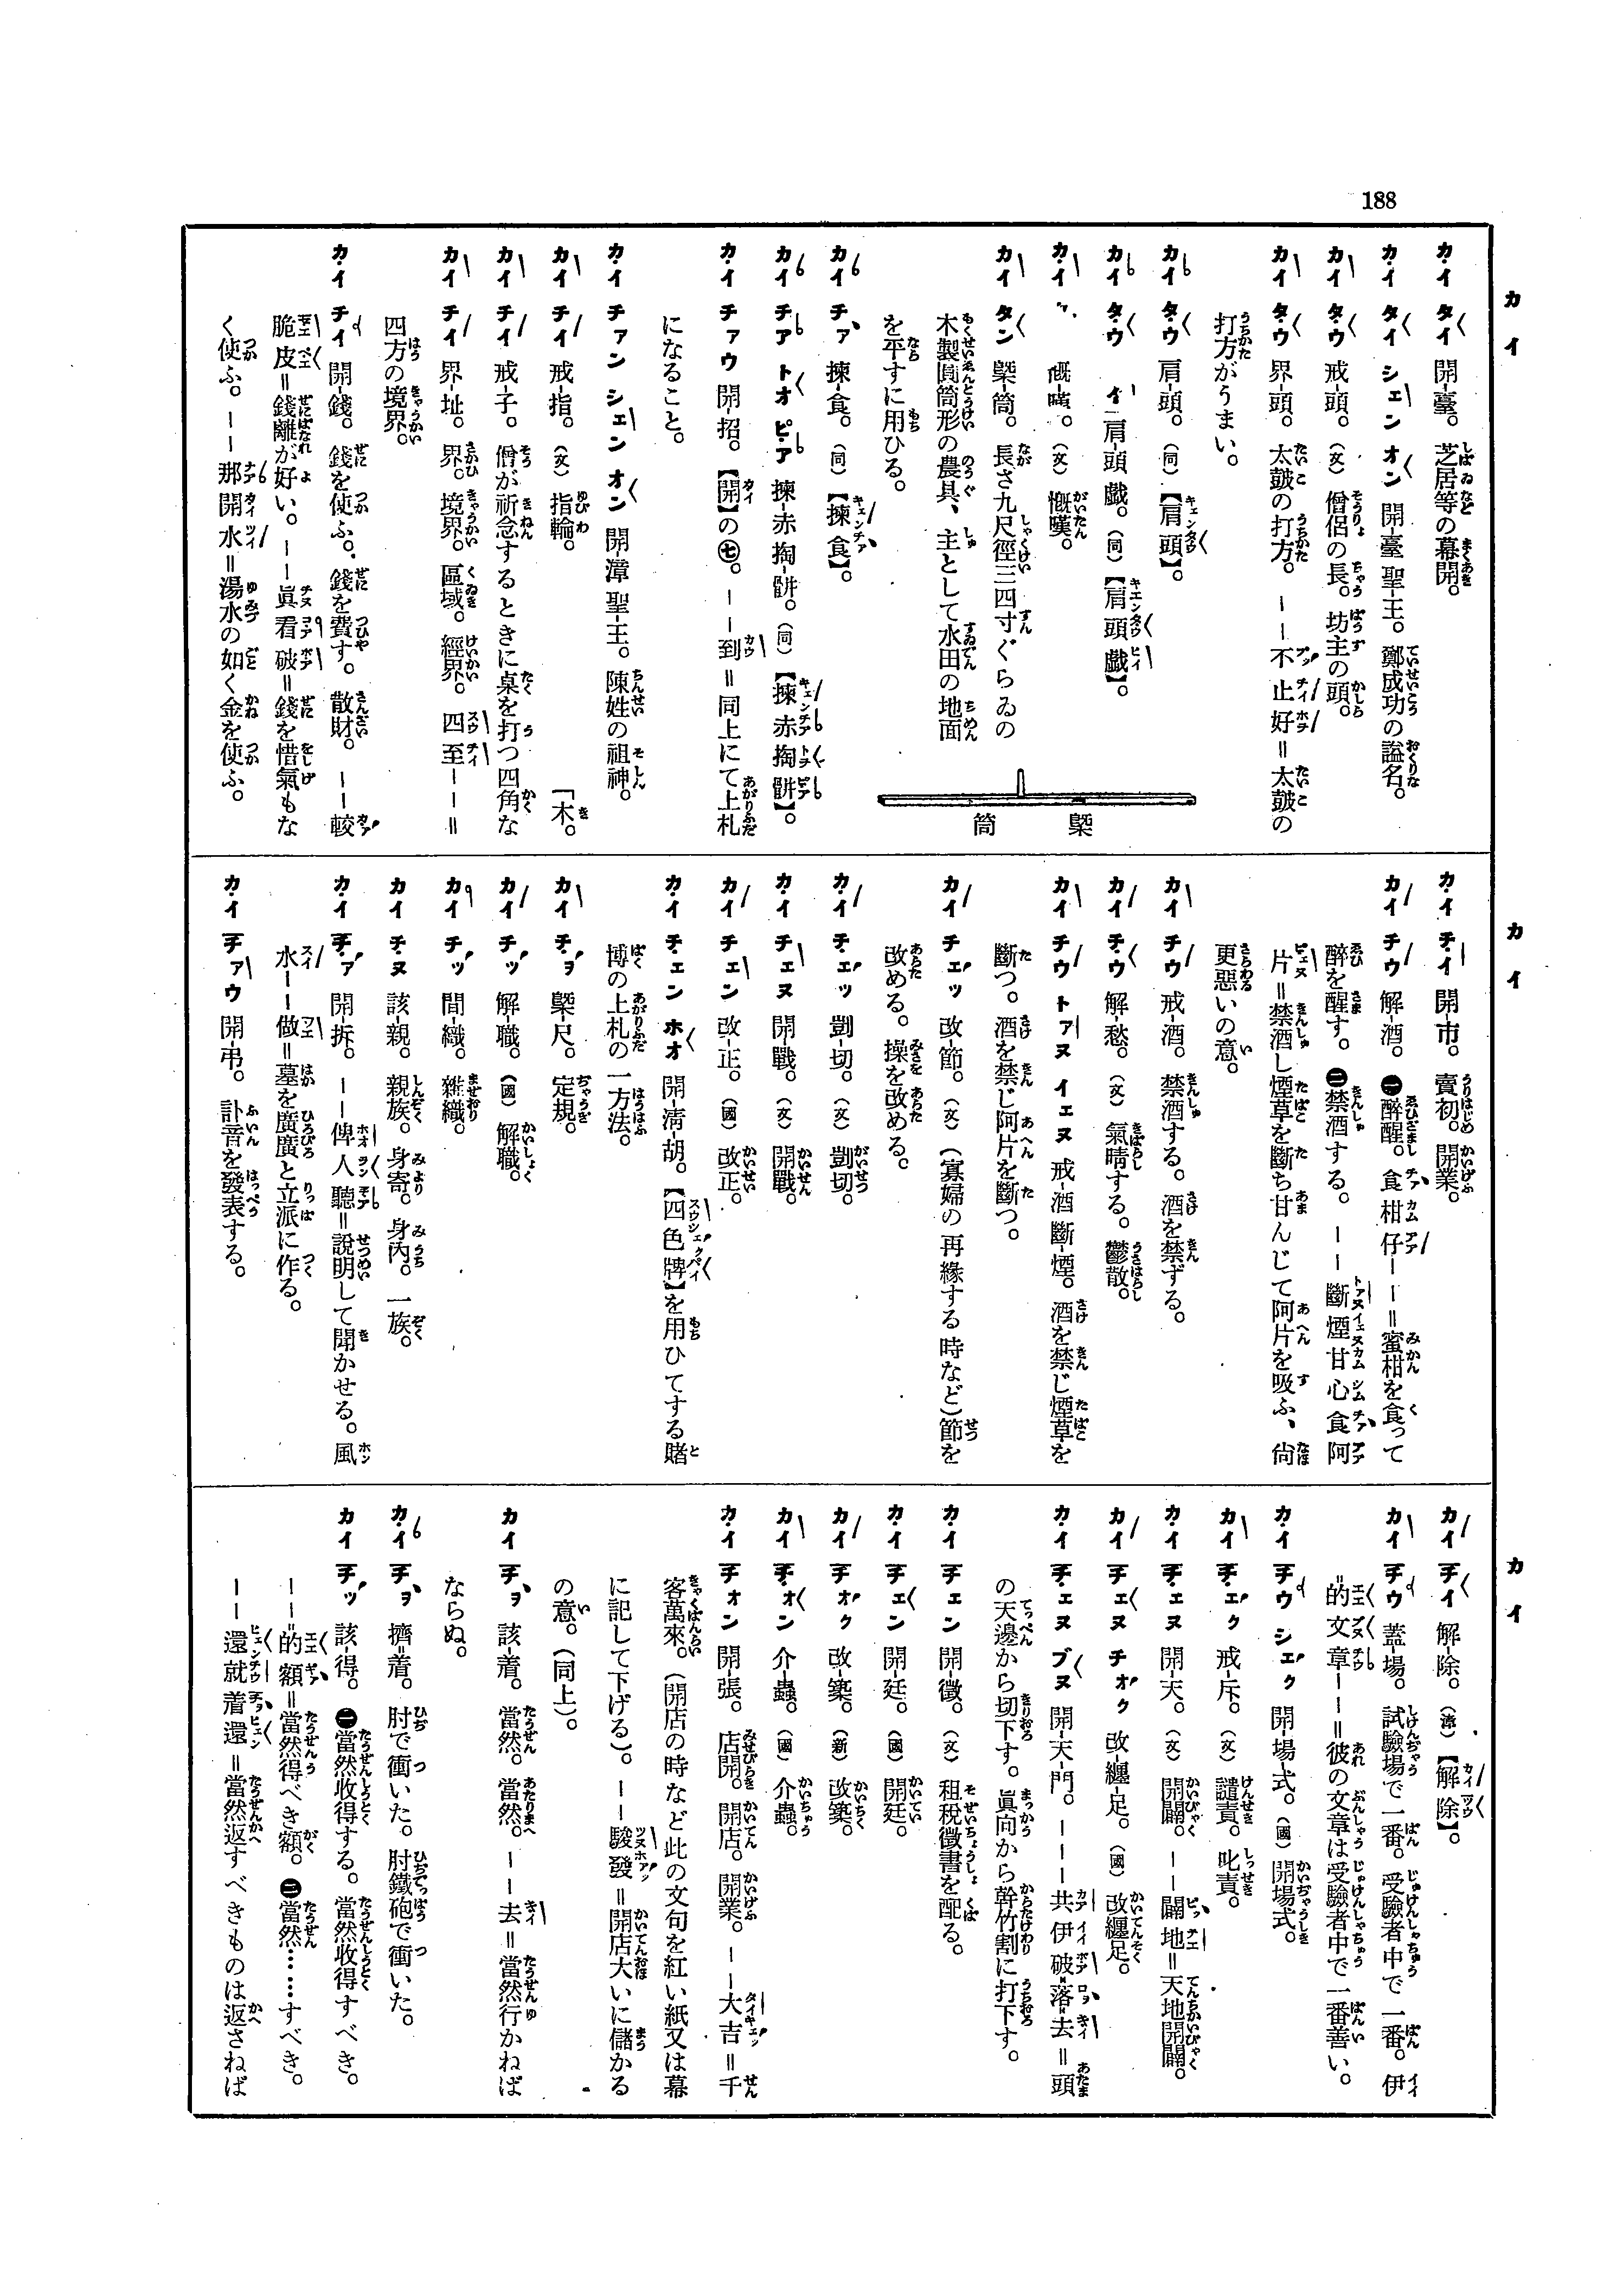 188
カイ
カイ タイ 開-臺。芝居等の幕開。
カイ タイ シェン オン 開-臺 聖-王。鄭成功の諡名。
カイ タウ 戒-頭。(文)僧侶の長。坊主の頭。
カイ タウ 界-頭。太皷の打方。――不 止 好=太皷の
打方がうまい。
カイ タウ 肩-頭。(同)【肩 頭】。
カイ タウ 肩-頭 戯。(同)【肩 頭 戯】。
カイ 嘅-嘆。(文)慨嘆。
カイ タン 槩-筒。長さ九尺徑三四寸ぐらゐの
木製圓筒形の農具、主として水田の地面
を平すに用ひる。
槩 筒
カイ チァ 揀-食。(同)【揀 食】。
カイ チァ トオ ピァ 揀-赤 掏-餠。(同)【揀 赤 掏 餠】。
カイ チァウ 開-招。【開】の㊆。――到=同上にて上札
になること。
カイ チァン シェン オン 開-漳 聖-王。陳姓の祖神。
カイ チイ 戒-指。(文)指輪。
カイ チイ 戒-子。僧が祈念するときに桌を打つ四角な「木。
カイ チイ 界-址。界。境界。區域。經界。四 至――=
四方の境界。
カイ チイ 開-錢。錢を使ふ。錢を費す。散財。――較
脆 皮=錢離が好い。――眞 看 破=錢を惜氣もな
く使ふ。――那 開 水=湯水の如く金を使ふ。
カイ
カイ チイ 開-市。賣初。開業。
カイ チウ 解-酒。㊀醉醒。食 柑 仔――=蜜柑を食って
醉を醒す。㊁禁酒する。――斷 煙 甘 心 食 阿
片=禁酒し煙草を斷ち甘んじて阿片を吸ふ、尙
更惡いの意。
カイ チウ 戒-酒。禁酒する。酒を禁ずる。
カイ チウ 解-愁。(文)氣晴する。鬱散。
カイ チウ トァヌ イェヌ 戒-酒 斷-煙。酒を禁じ煙草を
斷つ。酒を禁じ阿片を斷つ。
カイ チェッ 改-節。(文)(寡婦の再緣する時など)節を
改める。操を改める。
カイ チェッ 剴-切。(文)剴切。
カイ チェヌ 開-戰。(文)開戰。
カイ チェン 改-正。(國)改正。
カイ チェン ホオ 開-淸-胡。【四 色 牌】を用ひてする賭
博の上札の一方法。
カイ チョ 槩-尺。定規。
カイ チッ 解-職。(國)解職。
カイ チッ 間-織。雜織。
カイ チヌ 該-親。親族。身寄。身內。一族。
カイ チァ 開-拆。――俾 人 聽=說明して聞かせる。風
水――做=墓を廣廣と立派に作る。
カイ チァウ 開-弔。訃音を發表する。
カイ
カイ チイ 解-除。(漳)【解 除】。
カイ チウ 蓋-場。試驗場で一番。受驗者中で一番。伊
的 文 章――=彼の文章は受驗者中で一番善い。
カイ チウ シェク 開-場-式。(國)開場式。
カイ チェク 戒-斥。(文)譴責。叱責。
カイ チェヌ 開-天。(文)開闢。――闢 地=天地開闢。
カイ チェヌ チオク 改-纏-足。(國)改纏足。
カイ チェヌ ブヌ 開-天-門。―――共 伊 破 落 去=頭
の天邊から切下す。眞向から幹竹割に打下す。
カイ チェン 開-徵。(文)租稅徵書を配る。
カイ チェン 開-廷。(國)開廷。
カイ チオク 改-築。(新)改築。
カイ チオン 介-蟲。(國)介蟲。
カイ チオン 開-張。店開。開店。開業。――大 吉=千
客萬來。(開店の時など此の文句を紅い紙又は幕
に記して下げる)。――駿 發=開店大いに儲かる
の意。(同上)。
カイ チョ 該-着。當然。當然。――去=當然行かねば
ならぬ。
カイ チョ 擠-着。肘で衝いた。肘鐵砲で衝いた。
カイ チッ 該-得。㊀當然收得する。當然收得すべき。
――的 額=當然得べき額。㊁當然……すべき。
――還 就 着 還=當然返すべきものは返さねば